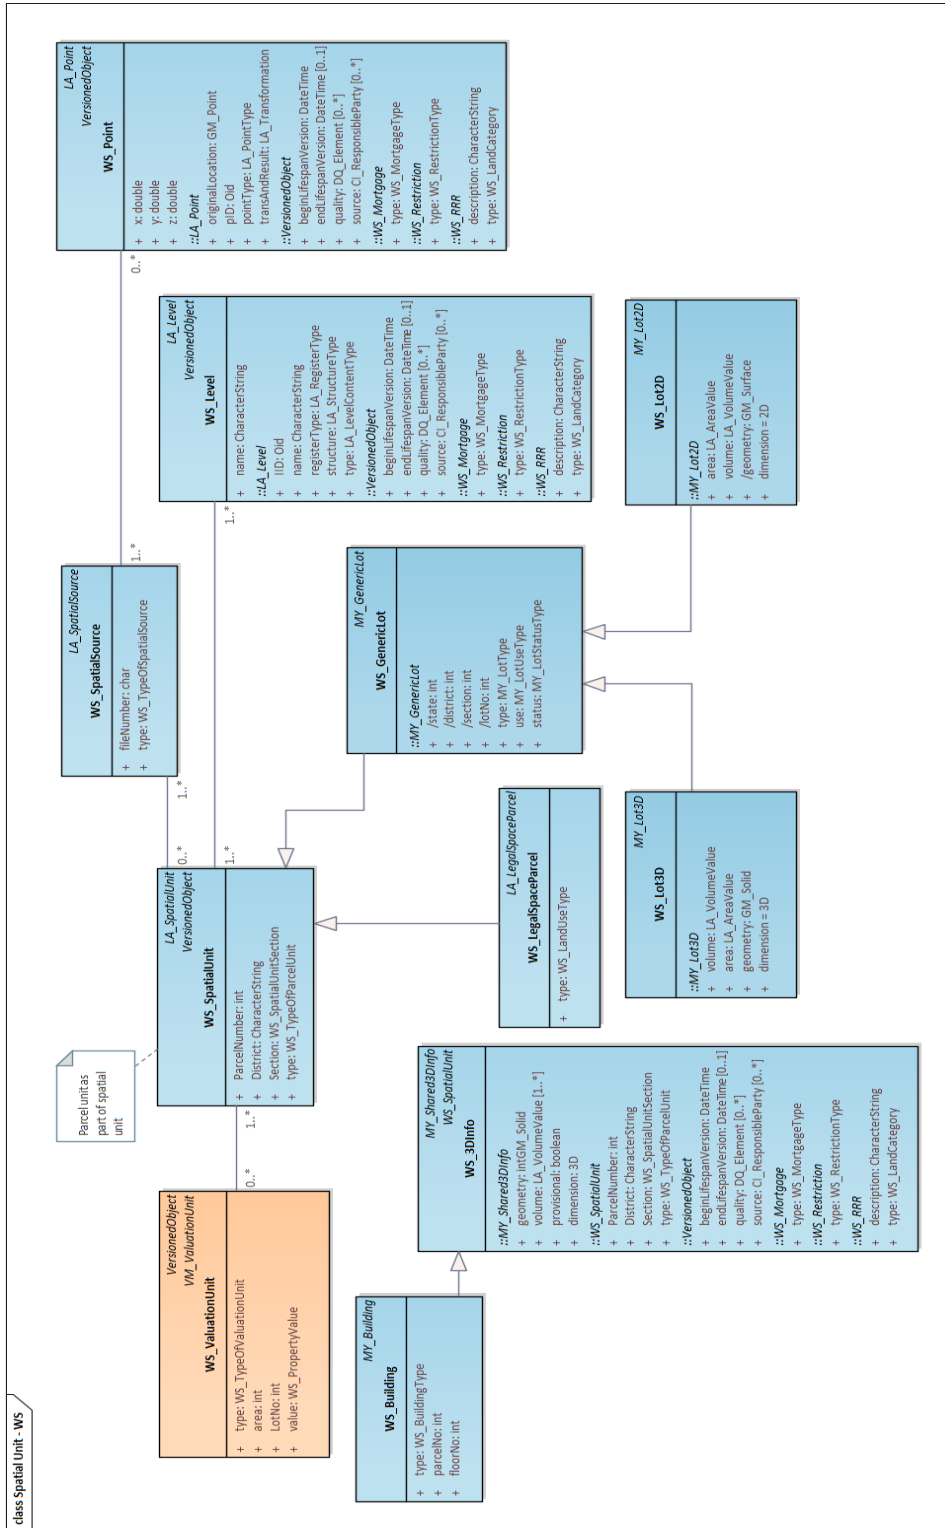 class Spatial Unit - WS
VersionedObject
VM_ValuationUnit
WS_ValuationUnit
+ type: WS_TypeOfValuationUnit
+ area: int
+ LotNo: int
+ value: WS_PropertyValue
0..*
1..*
Parcel unit as
part of spatial
unit
LA_SpatialUnit
VersionedObject
WS_SpatialUnit
+ ParcelNumber: int
+ District: CharacterString
+ Section: WS_SpatialUnitSection
+ type: WS_TypeOfParcelUnit
0..*
1..*
1..*
LA_SpatialSource
WS_SpatialSource
+ fileNumber: char
+ type: WS_TypeOfSpatialSource
1..*
0..*
LA_Point
VersionedObject
WS_Point
+ x: double
+ y: double
+ z: double
::LA_Point
+ originalLocation: GM_Point
+ pID: Oid
+ pointType: LA_PointType
+ transAndResult: LA_Transformation
::VersionedObject
+ beginLifespanVersion: DateTime
+ endLifespanVersion: DateTime [0..1]
+ quality: DQ_Element [0..*]
+ source: CI_ResponsibleParty [0..*]
::WS_Mortgage
+ type: WS_MortgageType
::WS_Restriction
+ type: WS_RestrictionType
::WS_RRR
+ description: CharacterString
+ type: WS_LandCategory
1..*
LA_Level
VersionedObject
WS_Level
+ name: CharacterString
::LA_Level
+ lID: Oid
+ name: CharacterString
+ registerType: LA_RegisterType
+ structure: LA_StructureType
+ type: LA_LevelContentType
::VersionedObject
+ beginLifespanVersion: DateTime
+ endLifespanVersion: DateTime [0..1]
+ quality: DQ_Element [0..*]
+ source: CI_ResponsibleParty [0..*]
::WS_Mortgage
+ type: WS_MortgageType
::WS_Restriction
+ type: WS_RestrictionType
::WS_RRR
+ description: CharacterString
+ type: WS_LandCategory
MY_Building
WS_Building
+ type: WS_BuildingType
+ parcelNo: int
+ floorNo: int
MY_Shared3DInfo
WS_SpatialUnit
WS_3DInfo
::MY_Shared3DInfo
+ geometry: intGM_Solid
+ volume: LA_VolumeValue [1..*]
+ provisional: boolean
+ dimension: 3D
::WS_SpatialUnit
+ ParcelNumber: int
+ District: CharacterString
+ Section: WS_SpatialUnitSection
+ type: WS_TypeOfParcelUnit
::VersionedObject
+ beginLifespanVersion: DateTime
+ endLifespanVersion: DateTime [0..1]
+ quality: DQ_Element [0..*]
+ source: CI_ResponsibleParty [0..*]
::WS_Mortgage
+ type: WS_MortgageType
::WS_Restriction
+ type: WS_RestrictionType
::WS_RRR
+ description: CharacterString
+ type: WS_LandCategory
LA_LegalSpaceParcel
WS_LegalSpaceParcel
+ type: WS_LandUseType
MY_GenericLot
WS_GenericLot
::MY_GenericLot
+ /state: int
+ /district: int
+ /section: int
+ /lotNo: int
+ type: MY_LotType
+ use: MY_LotUseType
+ status: MY_LotStatusType
MY_Lot3D
WS_Lot3D
::MY_Lot3D
+ volume: LA_VolumeValue
+ area: LA_AreaValue
+ geometry: GM_Solid
+ dimension = 3D
MY_Lot2D
WS_Lot2D
::MY_Lot2D
+ area: LA_AreaValue
+ volume: LA_VolumeValue
+ /geometry: GM_Surface
+ dimension = 2D